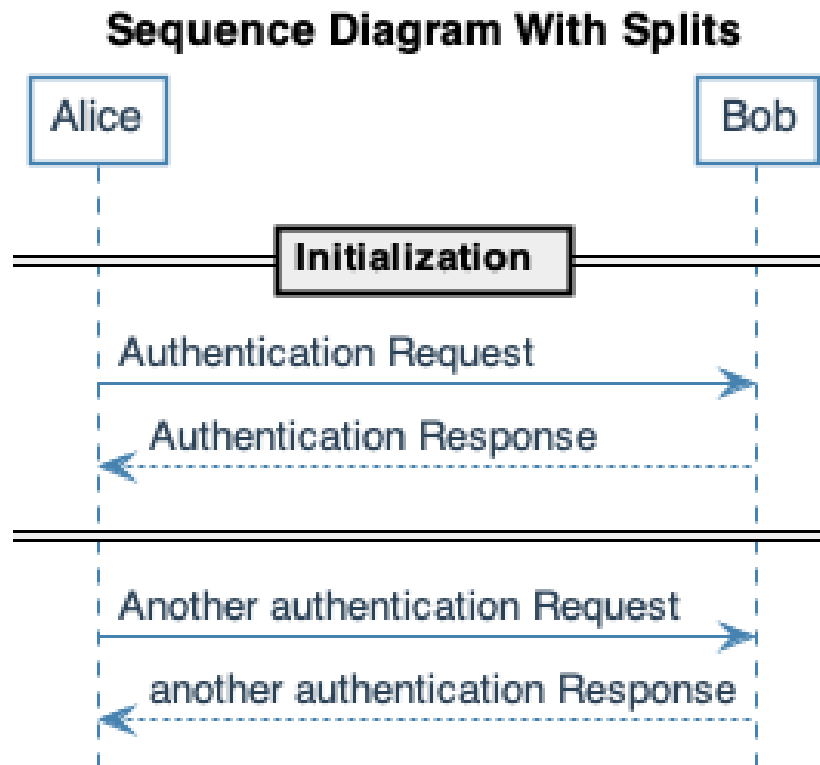 Sequence Diagram With Splits
Alice
Bob
Initialization
Authentication Request
Authentication Response
Another authentication Request
another authentication Response